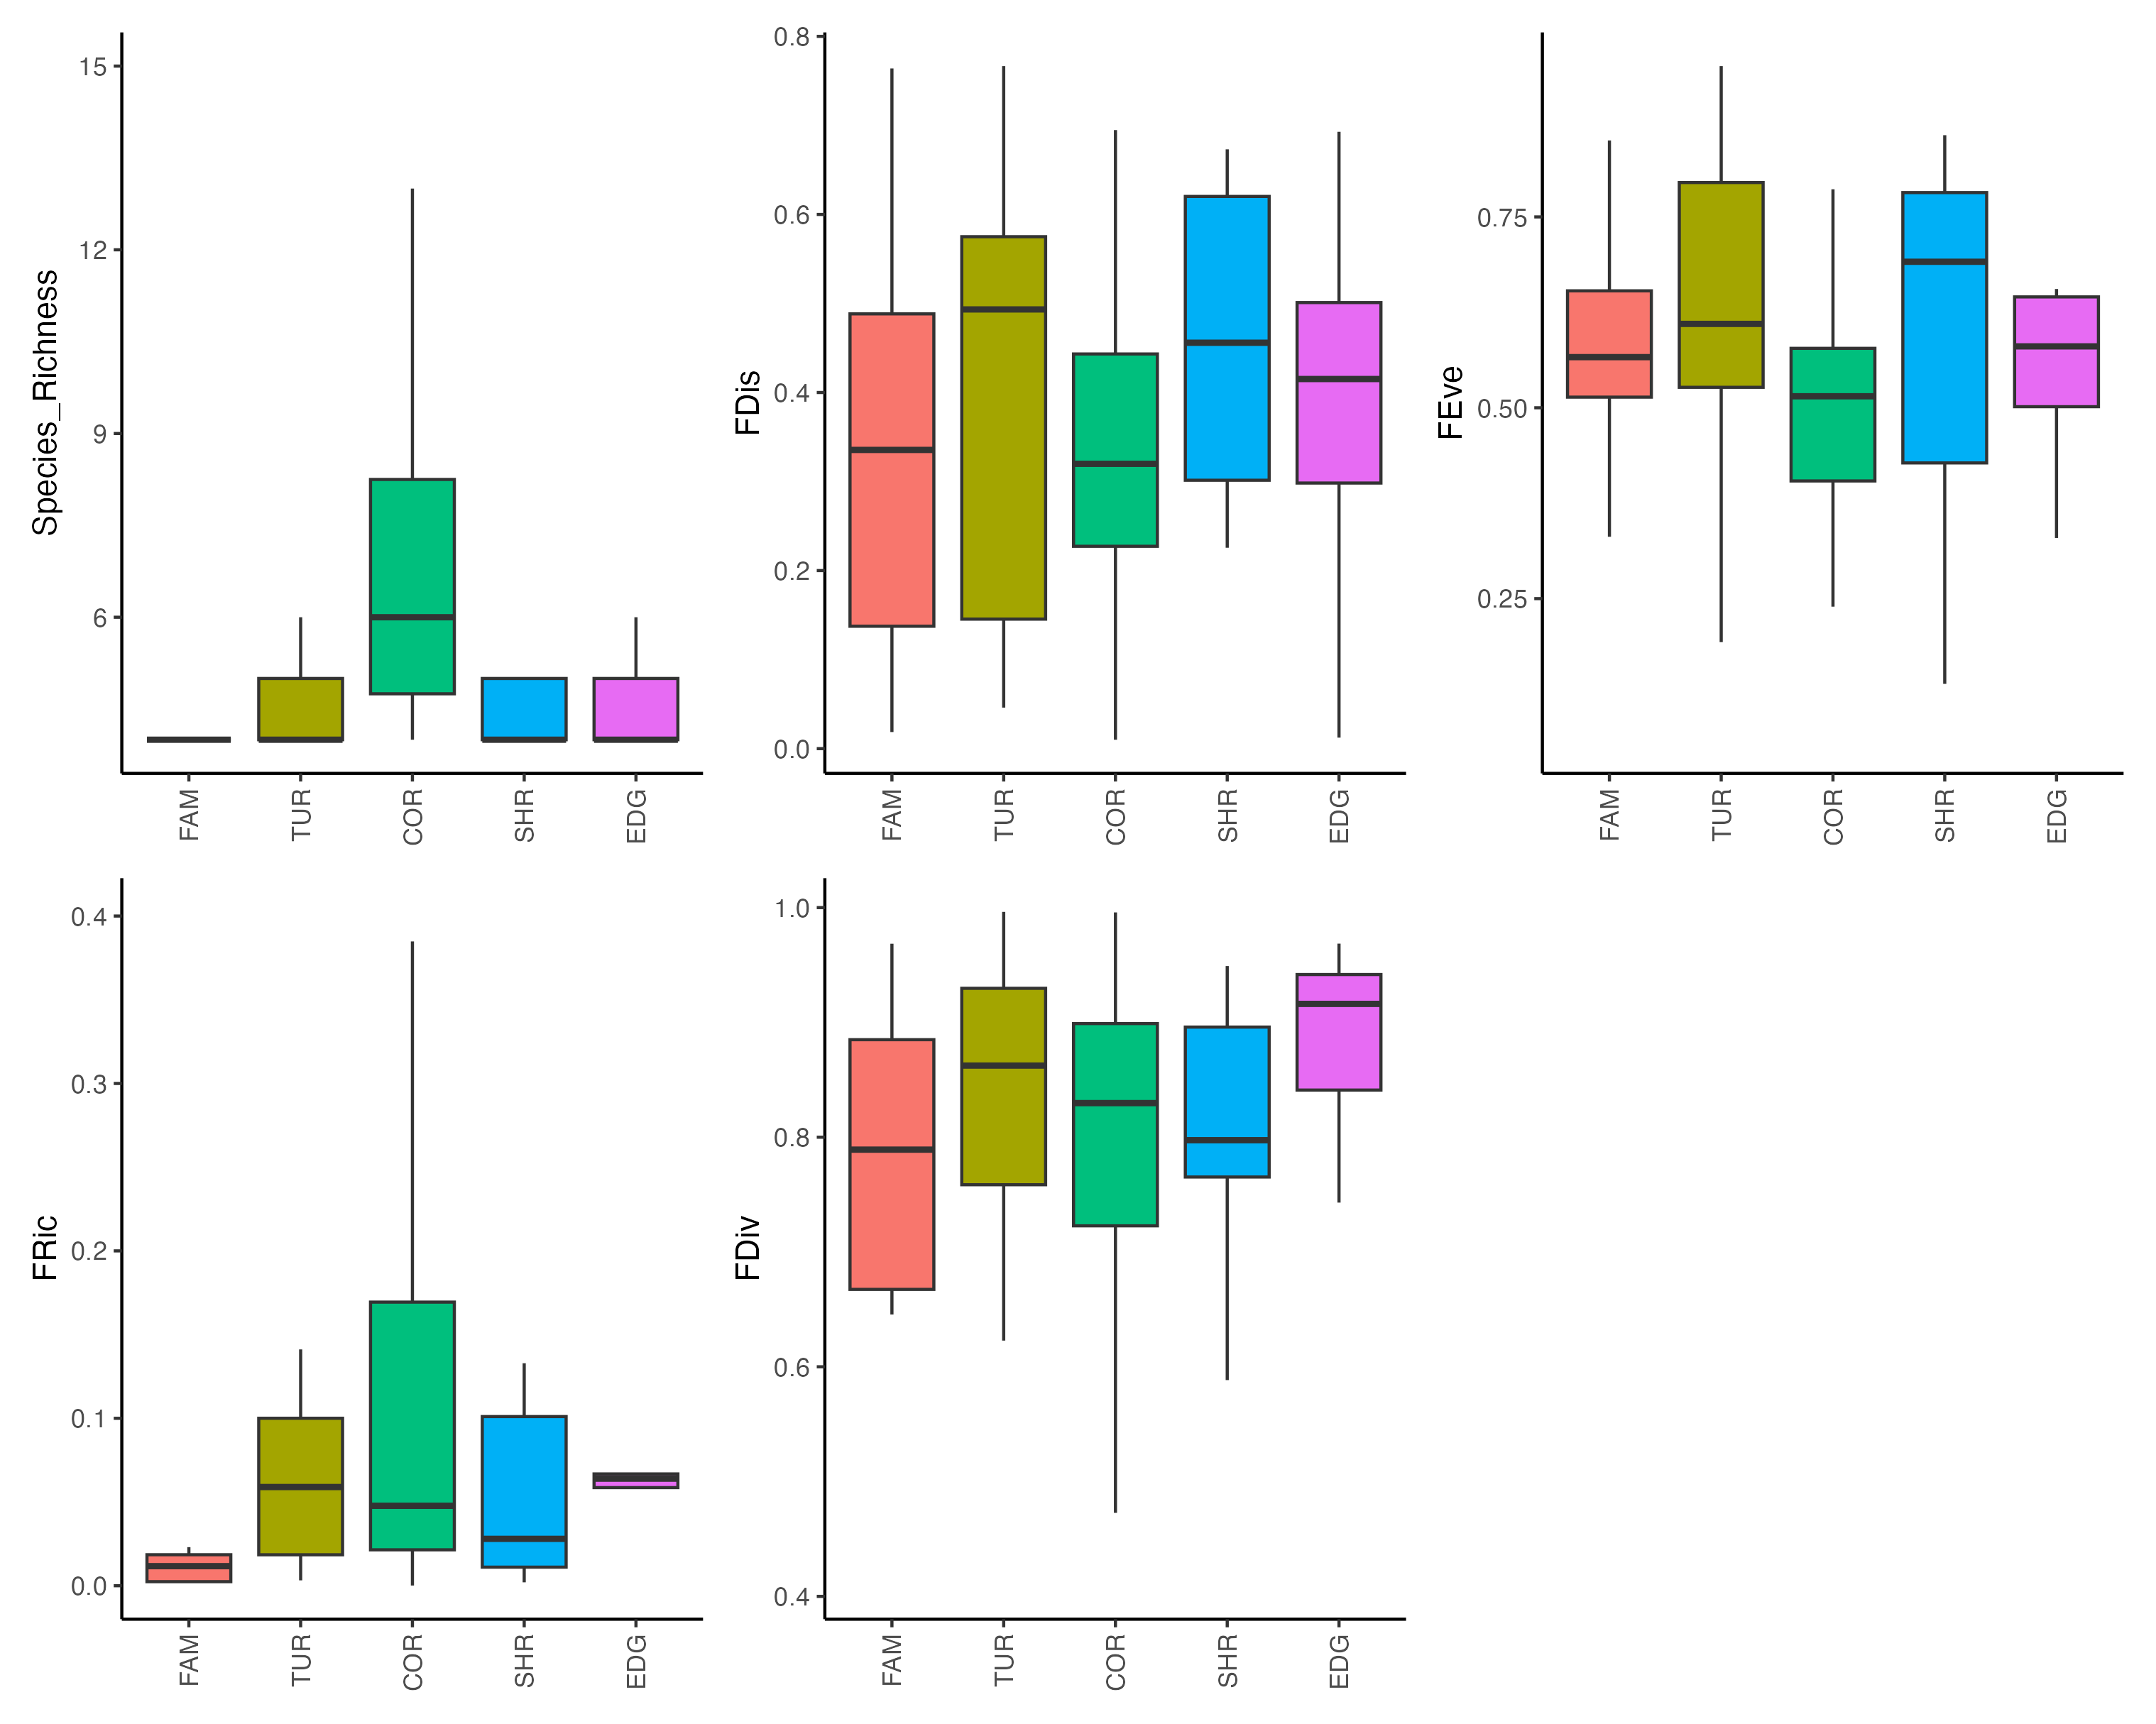 Species_Richness
15
12
9
6
FAM TUR COR SHR EDG
FDis
0.8
0.6
0.4
0.2
0.0
FAM TUR COR SHR EDG
FEve
0.75
0.50
0.25
FAM TUR COR SHR EDG
FRic
0.4
0.3
0.2
0.1
0.0
FAM TUR COR SHR EDG
FDiv
1.0
0.8
0.6
0.4
FAM TUR COR SHR EDG